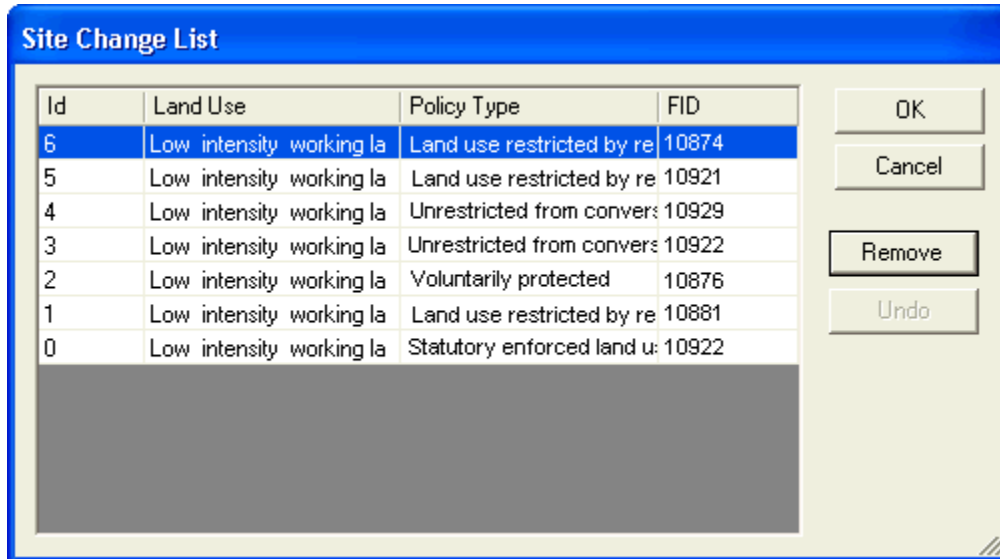 Site Change List
Id Land Use Policy Type FID
6 Low intensity working la Land use restricted by re 10874
5 Low intensity working la Land use restricted by re 10921
4 Low intensity working la Unrestricted from convers 10929
3 Low intensity working la Unrestricted from convers 10922
2 Low intensity working la Voluntarily protected 10876
1 Low intensity working la Land use restricted by re 10881
0 Low intensity working la Statutory enforced land u 10922
OK
Cancel
Remove
Undo